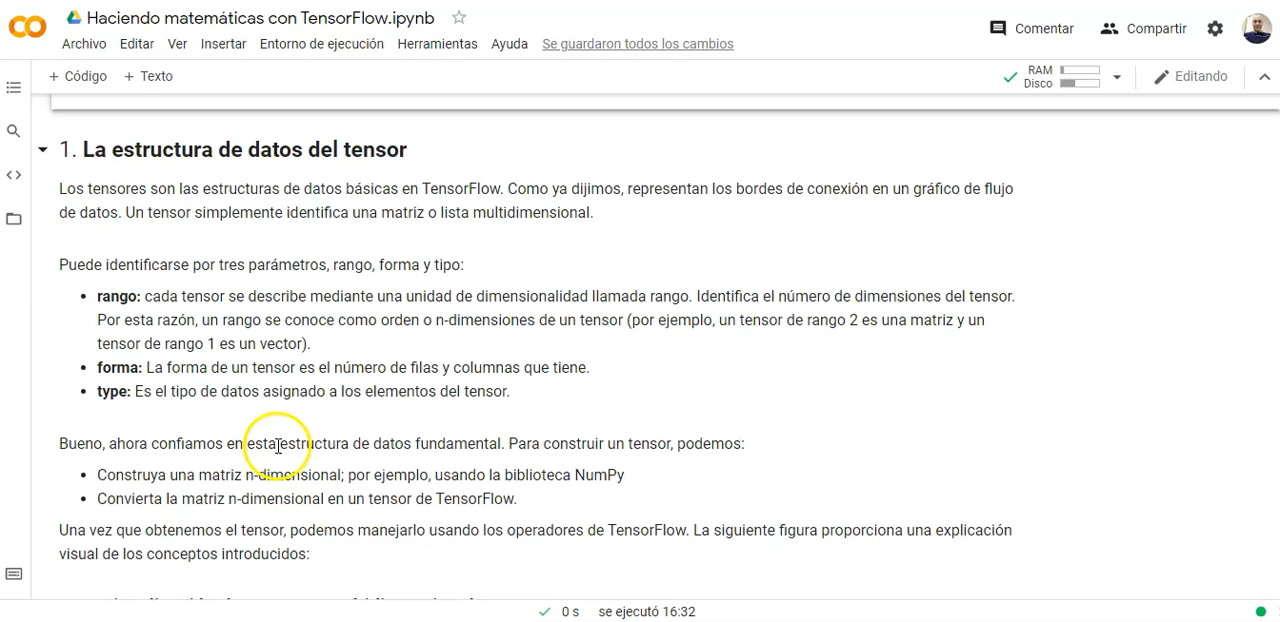 Haciendo matemáticas con TensorFlow.ipynb
Comentar
Compartir
Archivo Editar Ver Insertar Entorno de ejecución Herramientas Ayuda Se guardaron todos los cambios
+ Código + Texto
RAM
Disco
Editando
1. La estructura de datos del tensor
Los tensores son las estructuras de datos básicas en TensorFlow. Como ya dijimos, representan los bordes de conexión en un gráfico de flujo
de datos. Un tensor simplemente identifica una matriz o lista multidimensional.
Puede identificarse por tres parámetros, rango, forma y tipo:
• rango: cada tensor se describe mediante una unidad de dimensionalidad llamada rango. Identifica el número de dimensiones del tensor.
Por esta razón, un rango se conoce como orden o n-dimensiones de un tensor (por ejemplo, un tensor de rango 2 es una matriz y un
tensor de rango 1 es un vector).
• forma: La forma de un tensor es el número de filas y columnas que tiene.
• type: Es el tipo de datos asignado a los elementos del tensor.
Bueno, ahora confiamos en esta estructura de datos fundamental. Para construir un tensor, podemos:
• Construya una matriz n-dimensional; por ejemplo, usando la biblioteca NumPy
• Convierta la matriz n-dimensional en un tensor de TensorFlow.
Una vez que obtenemos el tensor, podemos manejarlo usando los operadores de TensorFlow. La siguiente figura proporciona una explicación
visual de los conceptos introducidos:
0 s se ejecutó 16:32